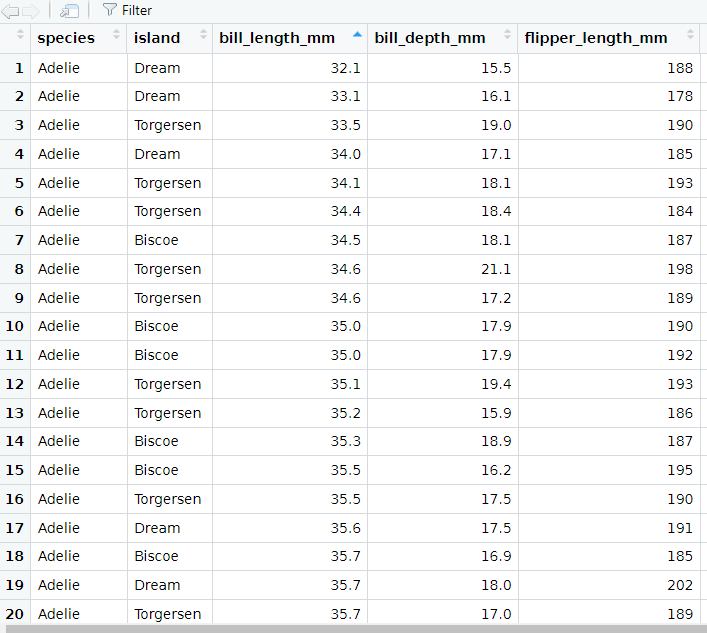 Filter
species island bill_length_mm bill_depth_mm flipper_length_mm
1 Adelie Dream 32.1 15.5 188
2 Adelie Dream 33.1 16.1 178
3 Adelie Torgersen 33.5 19.0 190
4 Adelie Dream 34.0 17.1 185
5 Adelie Torgersen 34.1 18.1 193
6 Adelie Torgersen 34.4 18.4 184
7 Adelie Biscoe 34.5 18.1 187
8 Adelie Torgersen 34.6 21.1 198
9 Adelie Torgersen 34.6 17.2 189
10 Adelie Biscoe 35.0 17.9 190
11 Adelie Biscoe 35.0 17.9 192
12 Adelie Torgersen 35.1 19.4 193
13 Adelie Torgersen 35.2 15.9 186
14 Adelie Biscoe 35.3 18.9 187
15 Adelie Biscoe 35.5 16.2 195
16 Adelie Torgersen 35.5 17.5 190
17 Adelie Dream 35.6 17.5 191
18 Adelie Biscoe 35.7 16.9 185
19 Adelie Dream 35.7 18.0 202
20 Adelie Torgersen 35.7 17.0 189